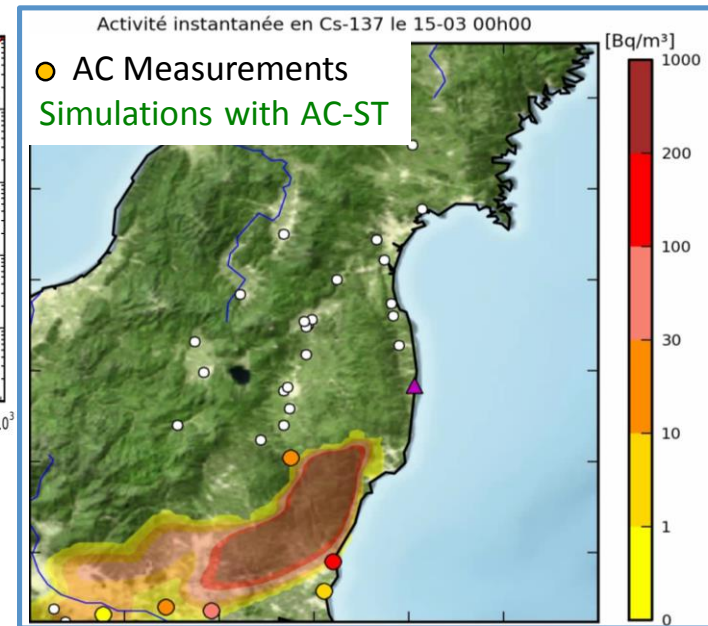 Activité instantanée en Cs-137 le 15-03 00h00
[Bq/m³]
AC Measurements
Simulations with AC-ST
1000
200
100
30
10
1
0